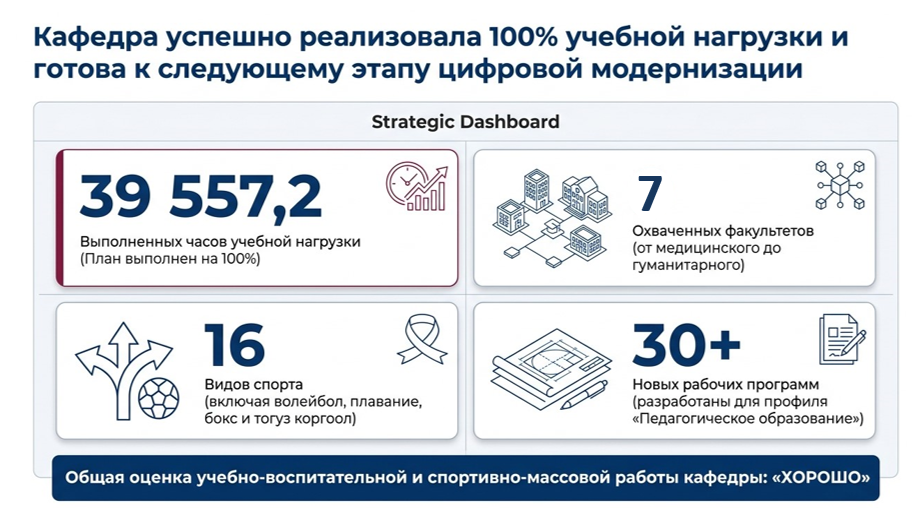 Кафедра успешно реализовала 100% учебной нагрузки и
готова к следующему этапу цифровой модернизации
Strategic Dashboard
39 557,2
Выполненных часов учебной нагрузки
(План выполнен на 100%)
7
Охваченных факультетов
(от медицинского до
гуманитарного)
16
Видов спорта
(включая волейбол, плавание,
бокс и тогуз коргоол)
30+
Новых рабочих программ
(разработаны для профиля
«Педагогическое образование»)
Общая оценка учебно-воспитательной и спортивно-массовой работы кафедры: «ХОРОШО»